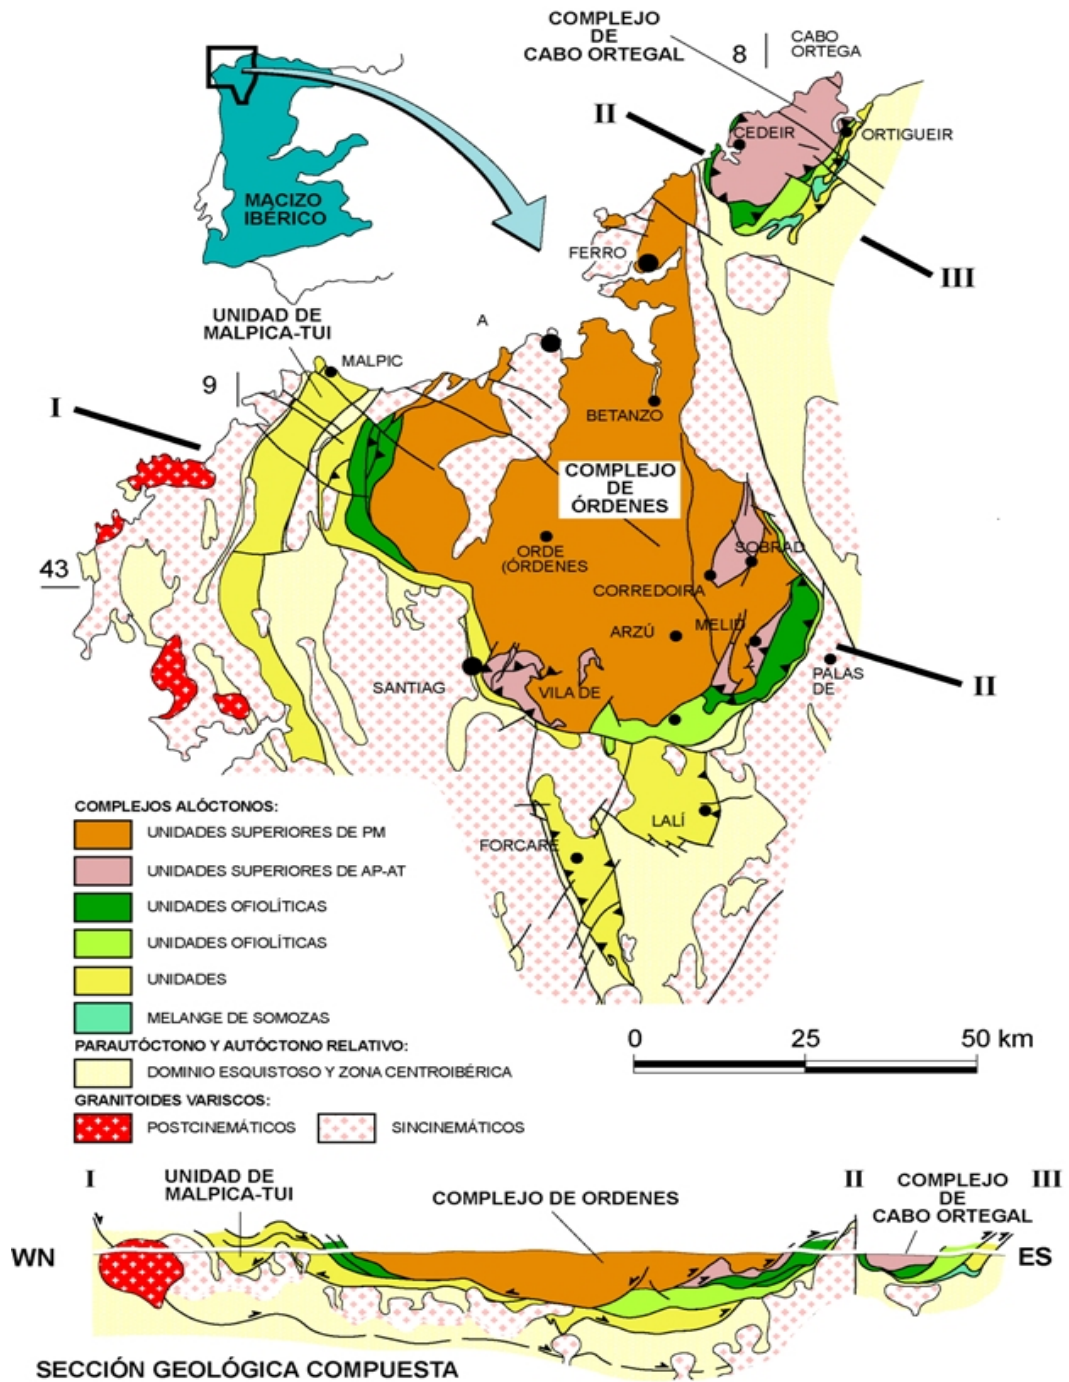 COMPLEJO
DE
CABO ORTEGAL
8
CABO
ORTEGA
II
CEDEIR
ORTIGUEIR
MACIZO
IBÉRICO
FERRO
III
UNIDAD DE
MALPICA-TUI
A
MALPIC
9
I
BETANZO
COMPLEJO
DE
ÓRDENES
ORDE
(ÓRDENES
SOBRAD
43
CORREDOIRA
ARZÚ
MELID
SANTIAG
VILA DE
PALAS
DE
II
LALÍ
FORCARE
COMPLEJOS ALÓCTONOS:
UNIDADES SUPERIORES DE PM
UNIDADES SUPERIORES DE AP-AT
UNIDADES OFIOLÍTICAS
UNIDADES OFIOLÍTICAS
UNIDADES
MELANGE DE SOMOZAS
PARAUTÓCTONO Y AUTÓCTONO RELATIVO:
DOMINIO ESQUISTOSO Y ZONA CENTROIBÉRICA
GRANITOIDES VARISCOS:
POSTCINEMÁTICOS
SINCINEMÁTICOS
0 25 50 km
I
UNIDAD DE
MALPICA-TUI
COMPLEJO DE ORDENES
II
COMPLEJO
DE
CABO ORTEGAL
III
WN
ES
SECCIÓN GEOLÓGICA COMPUESTA